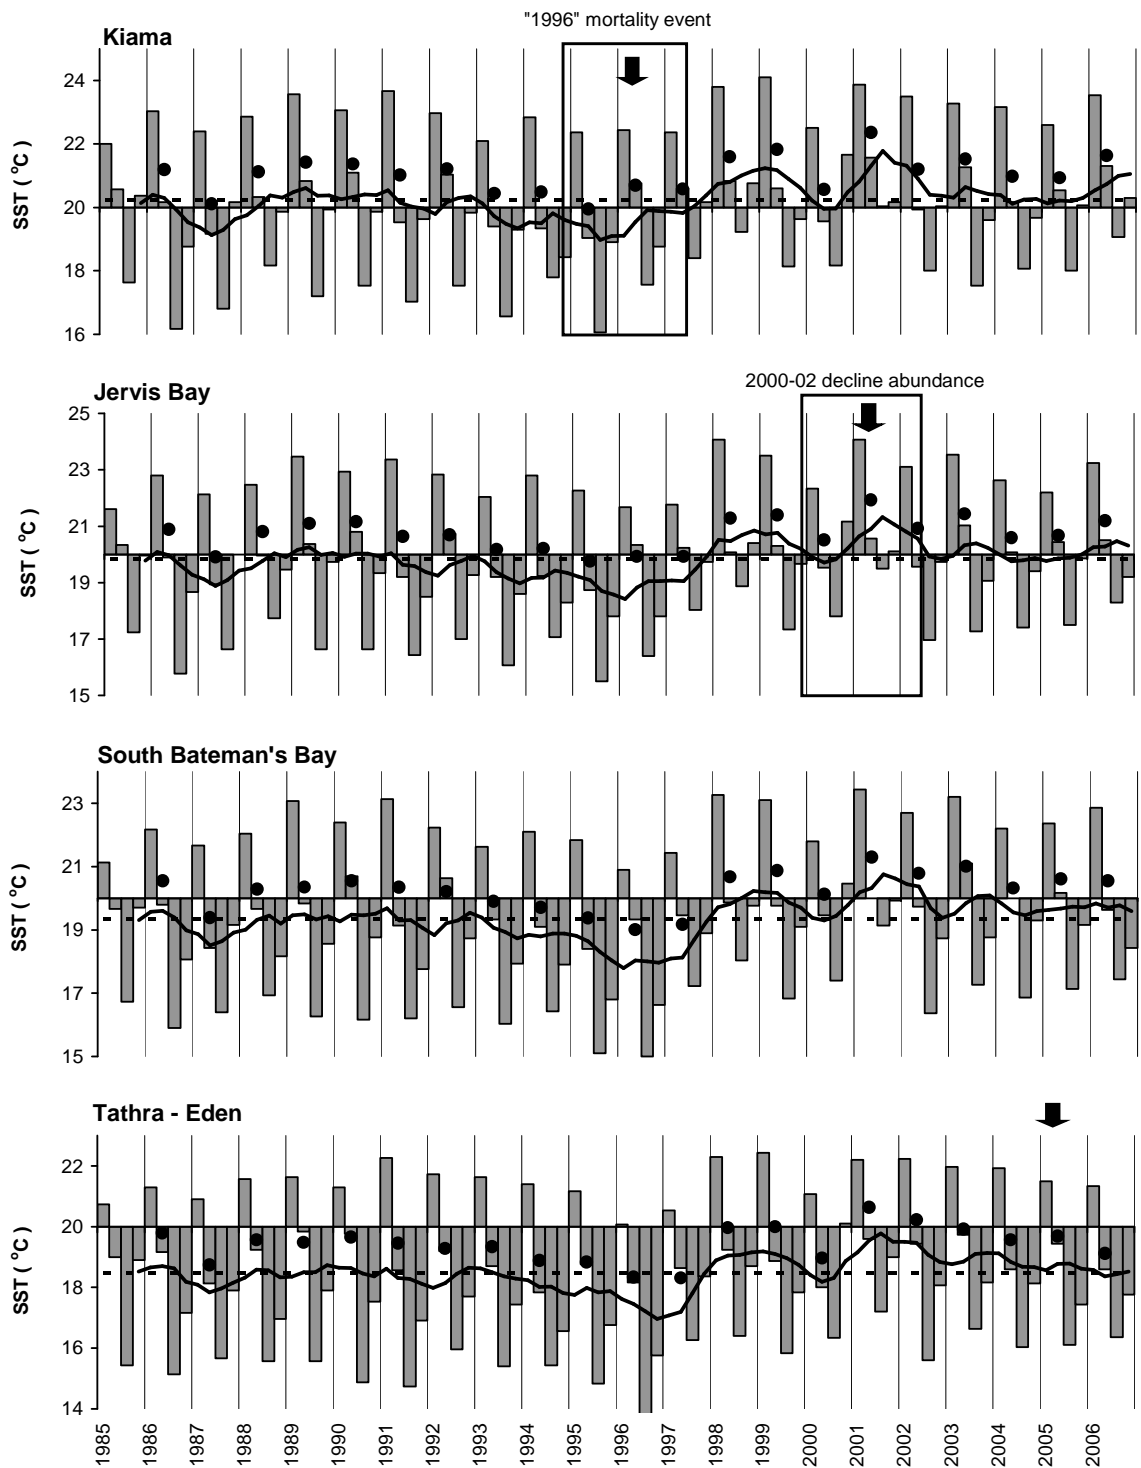 "1996" mortality event
Kiama
24
22
20
18
16
SST ( °C )
2000-02 decline abundance
Jervis Bay
25
23
21
19
17
15
SST ( °C )
South Bateman's Bay
23
21
19
17
15
SST ( °C )
Tathra - Eden
22
20
18
16
14
SST ( °C )
1985 1986 1987 1988 1989 1990 1991 1992 1993 1994 1995 1996 1997 1998 1999 2000 2001 2002 2003 2004 2005 2006